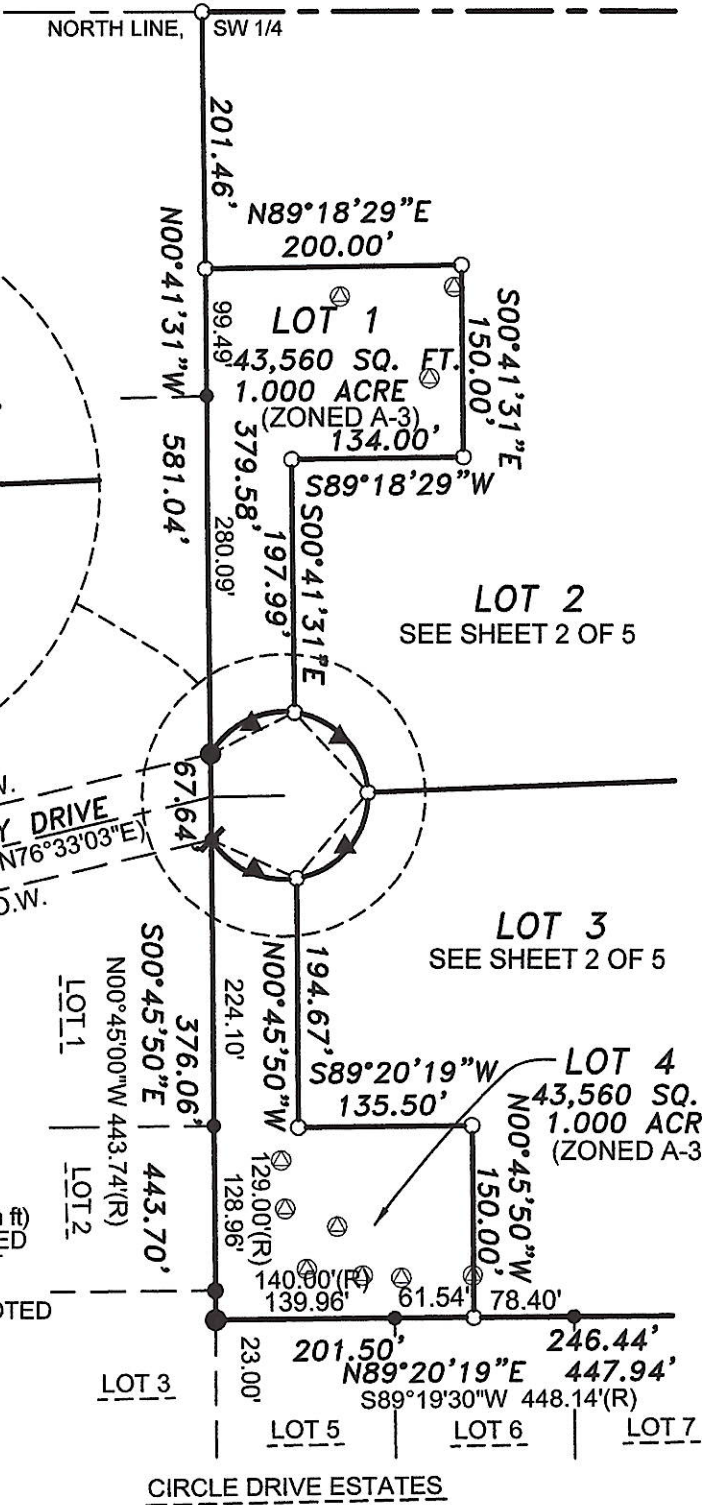 NORTH LINE, SW 1/4
201.46'
N89°18'29"E
200.00'
N00°41'31"W
581.04'
99.49'
LOT 1
43,560 SQ. FT.
1.000 ACRE
(ZONED A-3)
S00°41'31"E
150.00'
134.00'
S89°18'29"W
379.58'
280.09'
S00°41'31"E
197.99'
LOT 2
SEE SHEET 2 OF 5
67.64'
Y DRIVE
N76°33'03"E)
O.W.
LOT 3
SEE SHEET 2 OF 5
S00°45'50"E
376.06'
443.70'
N00°45'00"W 443.74'(R)
LOT 1
LOT 2
224.10'
N00°45'50"W
194.67'
S89°20'19"W
135.50'
LOT 4
43,560 SQ.
1.000 ACR
(ZONED A-3
N00°45'50"W
150.00'
129.00'(R)
128.96'
ft)
ED
OTED
140.00'(R)
139.96'
61.54'
78.40'
23.00'
201.50'
246.44'
N89°20'19"E 447.94'
S89°19'30"W 448.14'(R)
LOT 3
LOT 5
LOT 6
LOT 7
CIRCLE DRIVE ESTATES